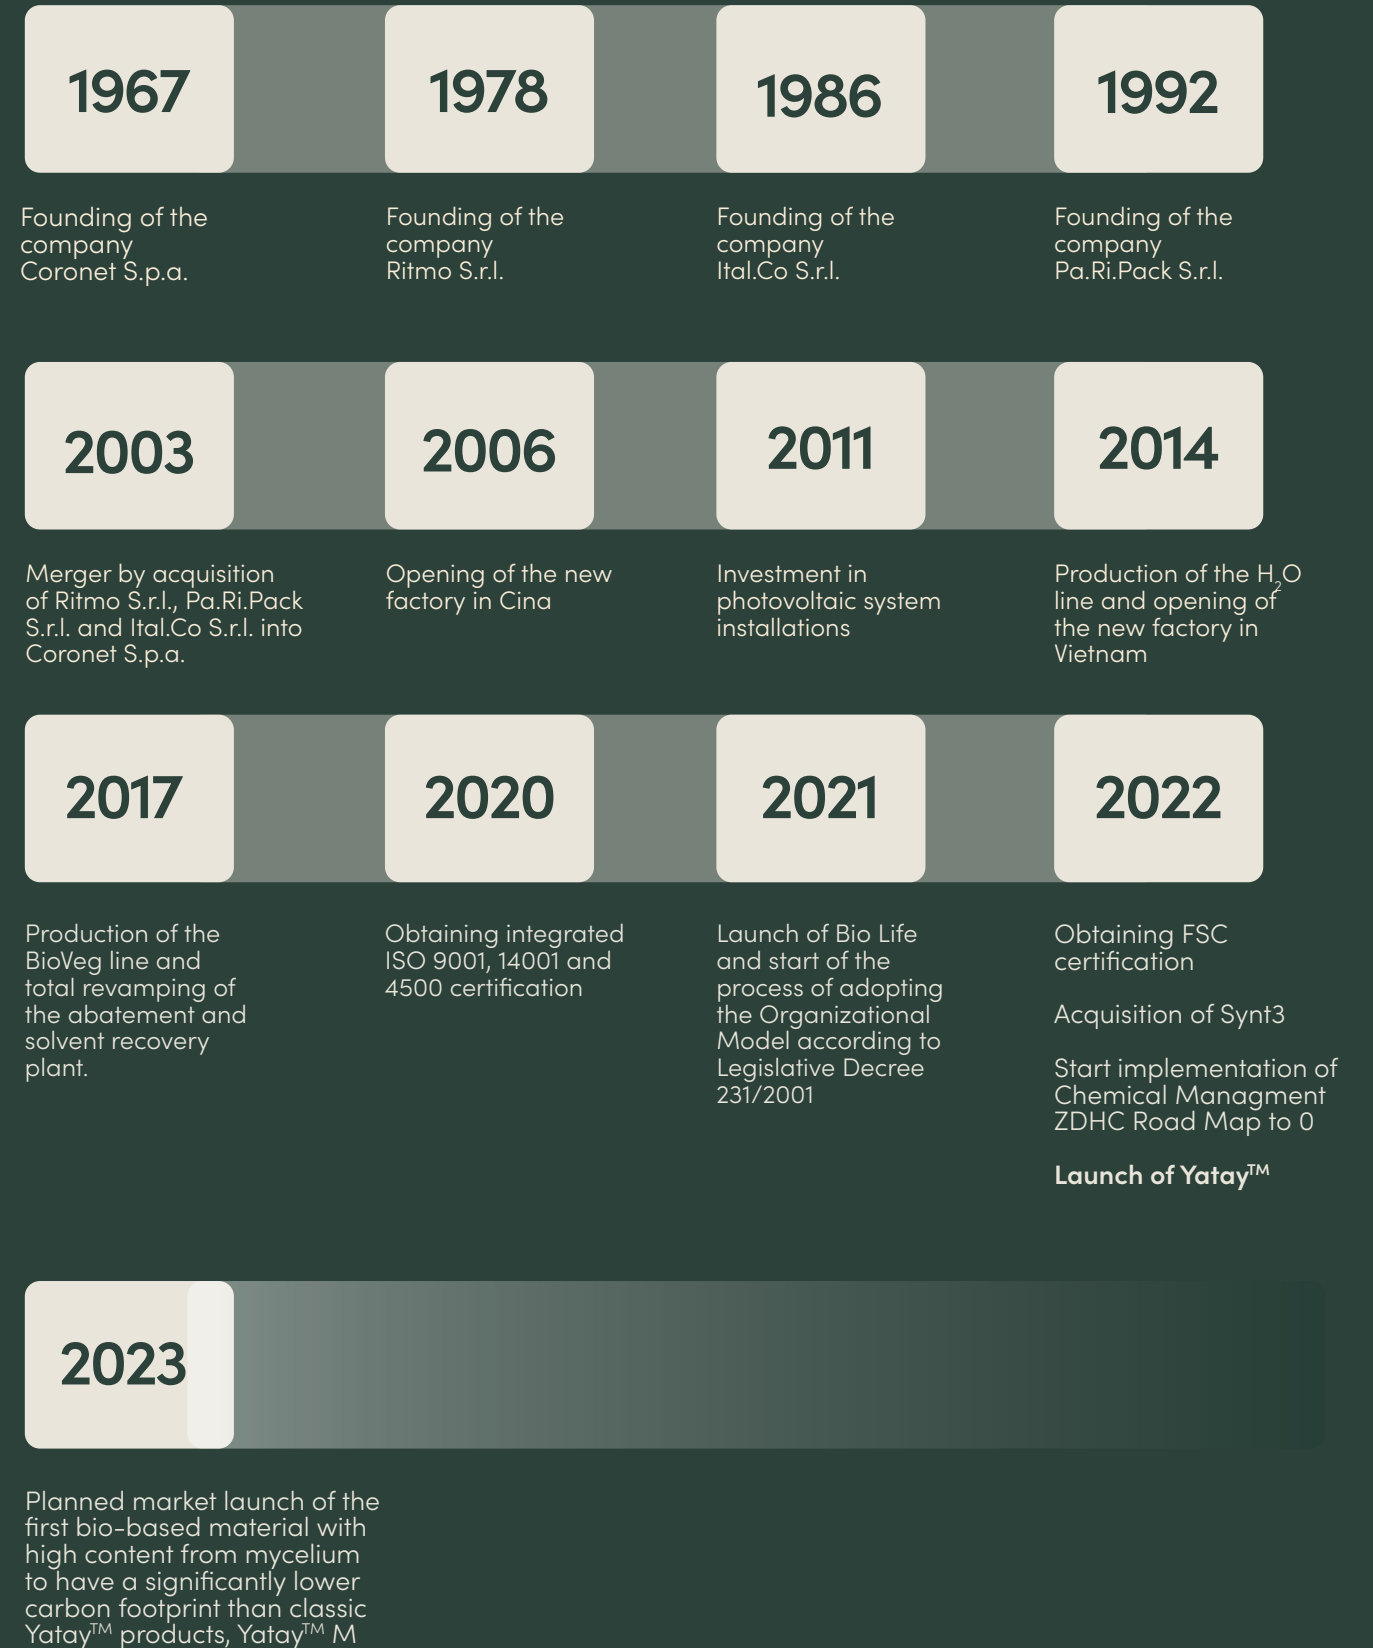 1967
1978
1986
1992
Founding of the
company
Coronet S.p.a.
Founding of the
company
Ritmo S.r.l.
Founding of the
company
Ital.Co S.r.l.
Founding of the
company
Pa.Ri.Pack S.r.l.
2003
2006
2011
2014
Merger by acquisition
of Ritmo S.r.l., Pa.Ri.Pack
S.r.l. and Ital.Co S.r.l. into
Coronet S.p.a.
Opening of the new
factory in Cina
Investment in
photovoltaic system
installations
Production of the H₂O
line and opening of
the new factory in
Vietnam
2017
2020
2021
2022
Production of the
BioVeg line and
total revamping of
the abatement and
solvent recovery
plant.
Obtaining integrated
ISO 9001, 14001 and
4500 certification
Launch of Bio Life
and start of the
process of adopting
the Organizational
Model according to
Legislative Decree
231/2001
Obtaining FSC
certification
Acquisition of Synt3
Start implementation of
Chemical Managment
ZDHC Road Map to 0
Launch of Yatay™
2023
Planned market launch of the
first bio-based material with
high content from mycelium
to have a significantly lower
carbon footprint than classic
Yatay™ products, Yatay™ M